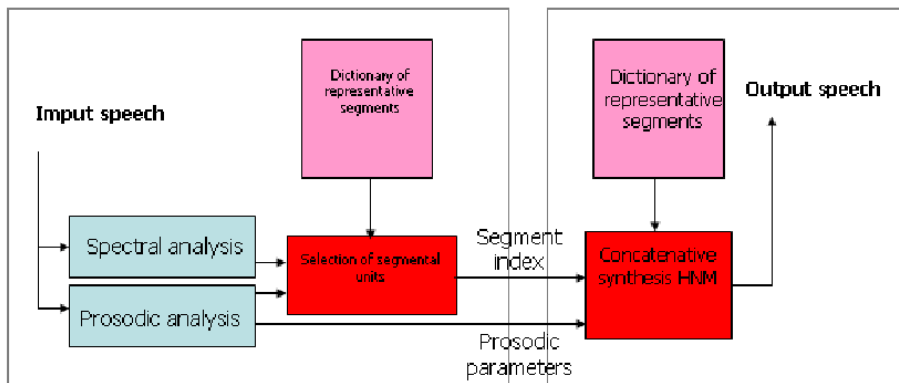 Imput speech
Dictionary of
representative
segments
Spectral analysis
Prosodic analysis
Selection of segmental
units
Segment
index
Prosodic
parameters
Dictionary of
representative
segments
Concatenative
synthesis HNM
Output speech